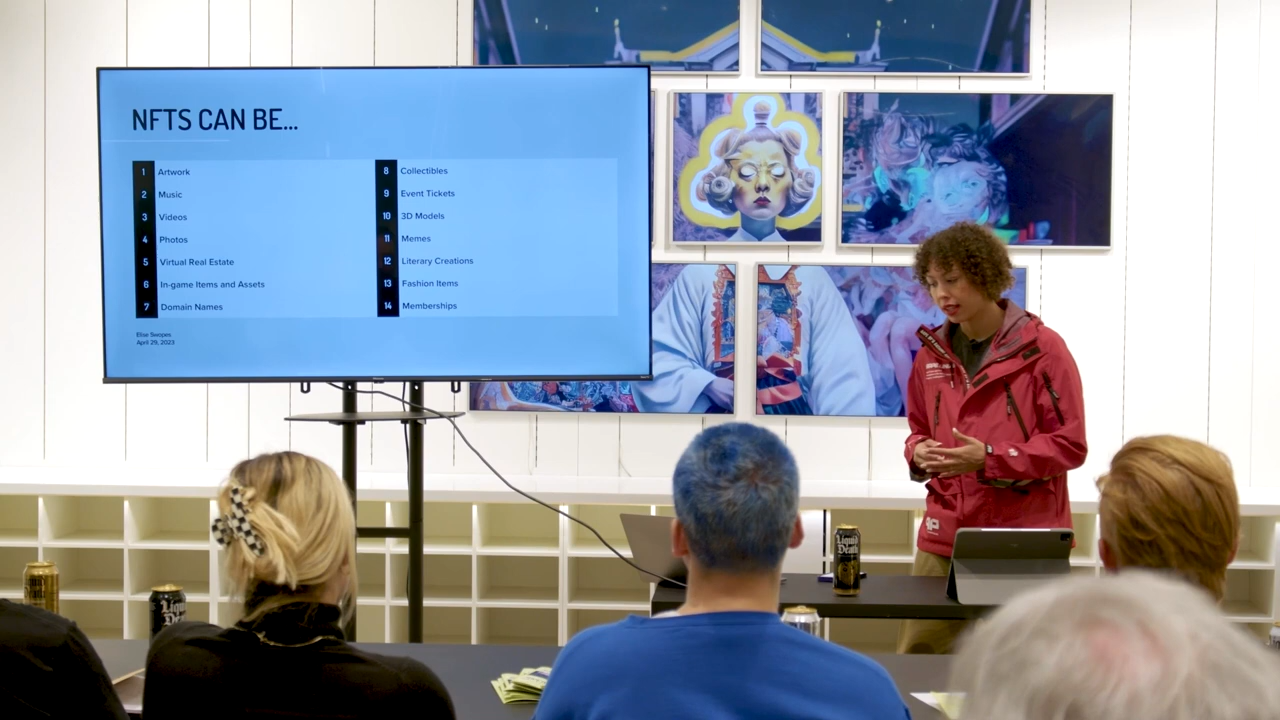 NFTS CAN BE...
1 Artwork
2 Music
3 Videos
4 Photos
5 Virtual Real Estate
6 In-game Items and Assets
7 Domain Names
8 Collectibles
9 Event Tickets
10 3D Models
11 Memes
12 Literary Creations
13 Fashion Items
14 Memberships
Elise Swopes
April 29, 2023
Liquid
Death
Liquid